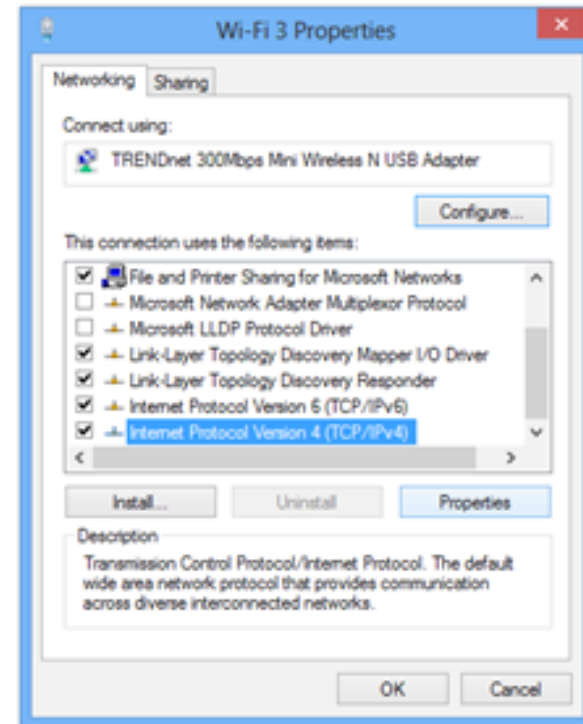 Wi-Fi 3 Properties
Networking
Sharing
Connect using:
TRENDnet 300Mbps Mini Wireless N USB Adapter
Configure...
This connection uses the following items:
File and Printer Sharing for Microsoft Networks
Microsoft Network Adapter Multiplexor Protocol
Microsoft LLDP Protocol Driver
Link-Layer Topology Discovery Mapper I/O Driver
Link-Layer Topology Discovery Responder
Internet Protocol Version 6 (TCP/IPv6)
Internet Protocol Version 4 (TCP/IPv4)
Install...
Uninstall
Properties
Description
Transmission Control Protocol/Internet Protocol. The default
wide area network protocol that provides communication
across diverse interconnected networks.
OK
Cancel